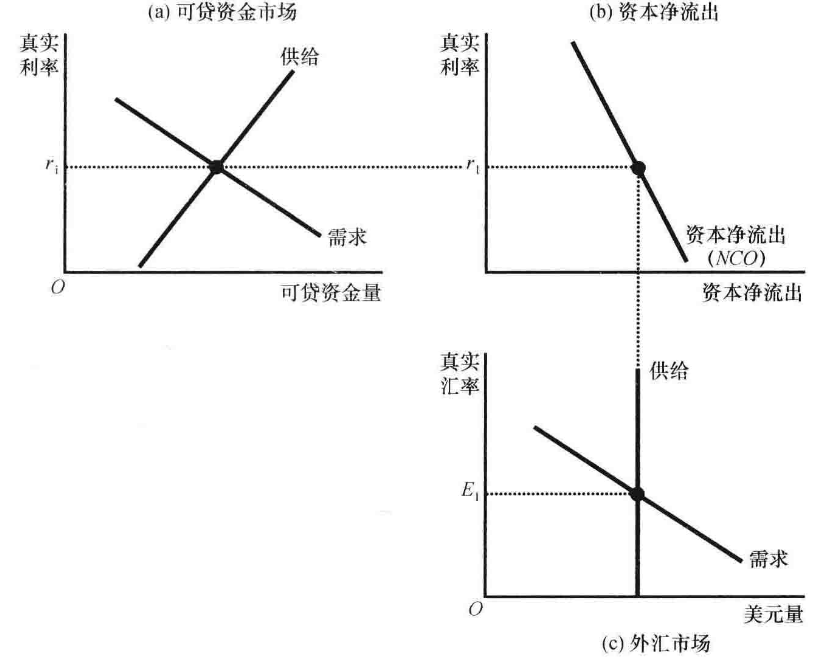 (a) 可贷资金市场
真实
利率
供给
r₁
需求
O
可贷资金量
(b) 资本净流出
真实
利率
r₁
资本净流出
(NCO)
资本净流出
真实
汇率
供给
E₁
需求
O
美元量
(c) 外汇市场